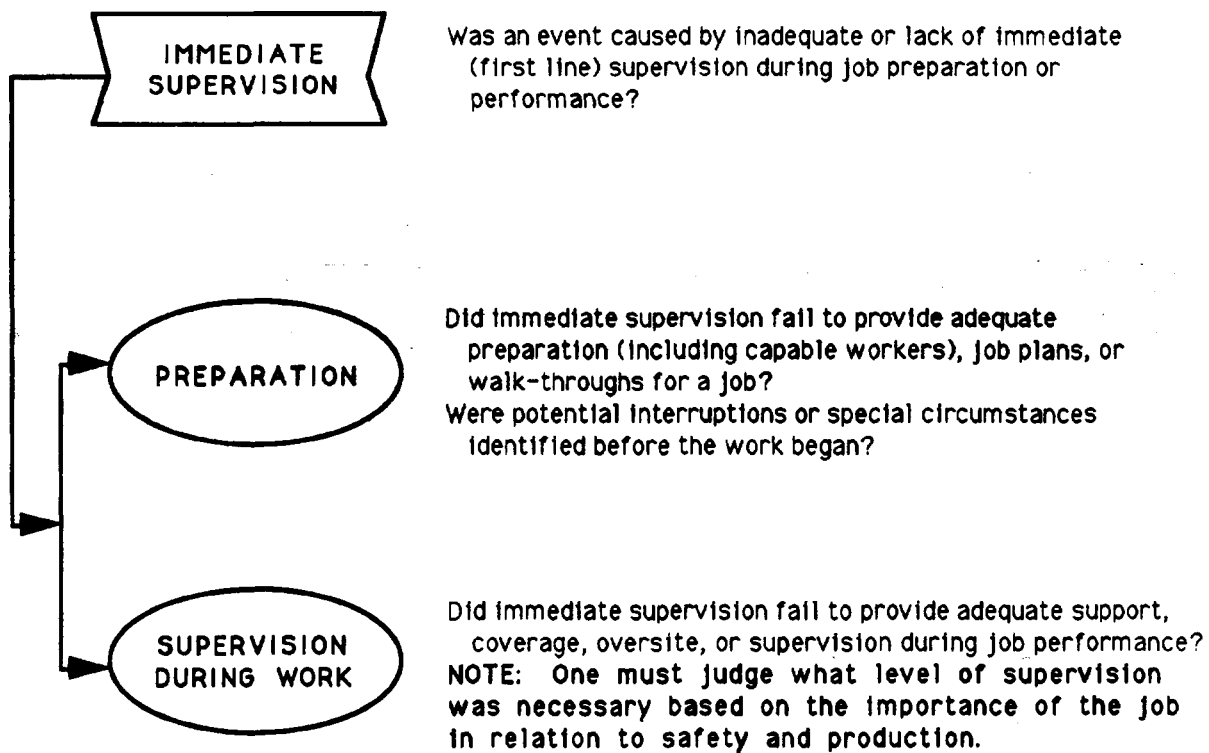 IMMEDIATE
SUPERVISION
Was an event caused by inadequate or lack of immediate
(first line) supervision during job preparation or
performance?
PREPARATION
Did immediate supervision fail to provide adequate
preparation (including capable workers), job plans, or
walk-throughs for a job?
Were potential interruptions or special circumstances
identified before the work began?
SUPERVISION
DURING WORK
Did immediate supervision fail to provide adequate support,
coverage, oversite, or supervision during job performance?
NOTE: One must judge what level of supervision
was necessary based on the importance of the job
in relation to safety and production.